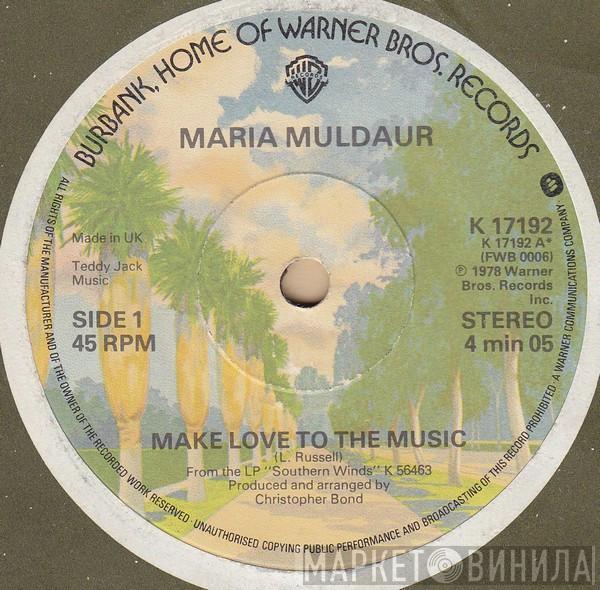 BURBANK, HOME OF WARNER BROS. RECORDS
RECORDS
MARIA MULDAUR
Made in UK
Teddy Jack
Music
SIDE 1
45 RPM
K 17192
K 17192 A*
(FWB 0006)
℗ 1978 Warner
Bros. Records
Inc.
STEREO
4 min 05
MAKE LOVE TO THE MUSIC
(L. Russell)
From the LP "Southern Winds" K 56463
Produced and arranged by
Christopher Bond
ALL RIGHTS OF THE MANUFACTURER AND OF THE OWNER OF THE RECORDED WORK RESERVED · UNAUTHORISED COPYING PUBLIC PERFORMANCE AND BROADCASTING OF THIS RECORD PROHIBITED · A WARNER COMMUNICATIONS COMPANY
МАРКЕТ ВИНИЛА